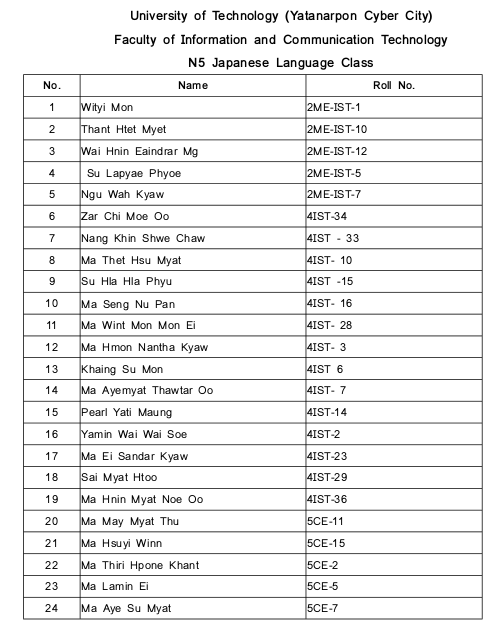 University of Technology (Yatanarpon Cyber City)
Faculty of Information and Communication Technology
N5 Japanese Language Class
No. Name Roll No.
1 Wityi Mon 2ME-IST-1
2 Thant Htet Myet 2ME-IST-10
3 Wai Hnin Eaindrar Mg 2ME-IST-12
4 Su Lapyae Phyoe 2ME-IST-5
5 Ngu Wah Kyaw 2ME-IST-7
6 Zar Chi Moe Oo 4IST-34
7 Nang Khin Shwe Chaw 4IST - 33
8 Ma Thet Hsu Myat 4IST- 10
9 Su Hla Hla Phyu 4IST -15
10 Ma Seng Nu Pan 4IST- 16
11 Ma Wint Mon Mon Ei 4IST- 28
12 Ma Hmon Nantha Kyaw 4IST- 3
13 Khaing Su Mon 4IST 6
14 Ma Ayemyat Thawtar Oo 4IST- 7
15 Pearl Yati Maung 4IST-14
16 Yamin Wai Wai Soe 4IST-2
17 Ma Ei Sandar Kyaw 4IST-23
18 Sai Myat Htoo 4IST-29
19 Ma Hnin Myat Noe Oo 4IST-36
20 Ma May Myat Thu 5CE-11
21 Ma Hsuyi Winn 5CE-15
22 Ma Thiri Hpone Khant 5CE-2
23 Ma Lamin Ei 5CE-5
24 Ma Aye Su Myat 5CE-7